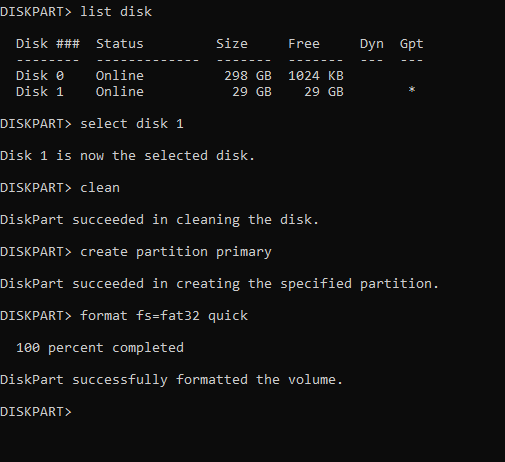 DISKPART> list disk
Disk ### Status Size Free Dyn Gpt
-------- ------------- ------- ------- --- ---
Disk 0 Online 298 GB 1024 KB
Disk 1 Online 29 GB 29 GB *
DISKPART> select disk 1
Disk 1 is now the selected disk.
DISKPART> clean
DiskPart succeeded in cleaning the disk.
DISKPART> create partition primary
DiskPart succeeded in creating the specified partition.
DISKPART> format fs=fat32 quick
100 percent completed
DiskPart successfully formatted the volume.
DISKPART>